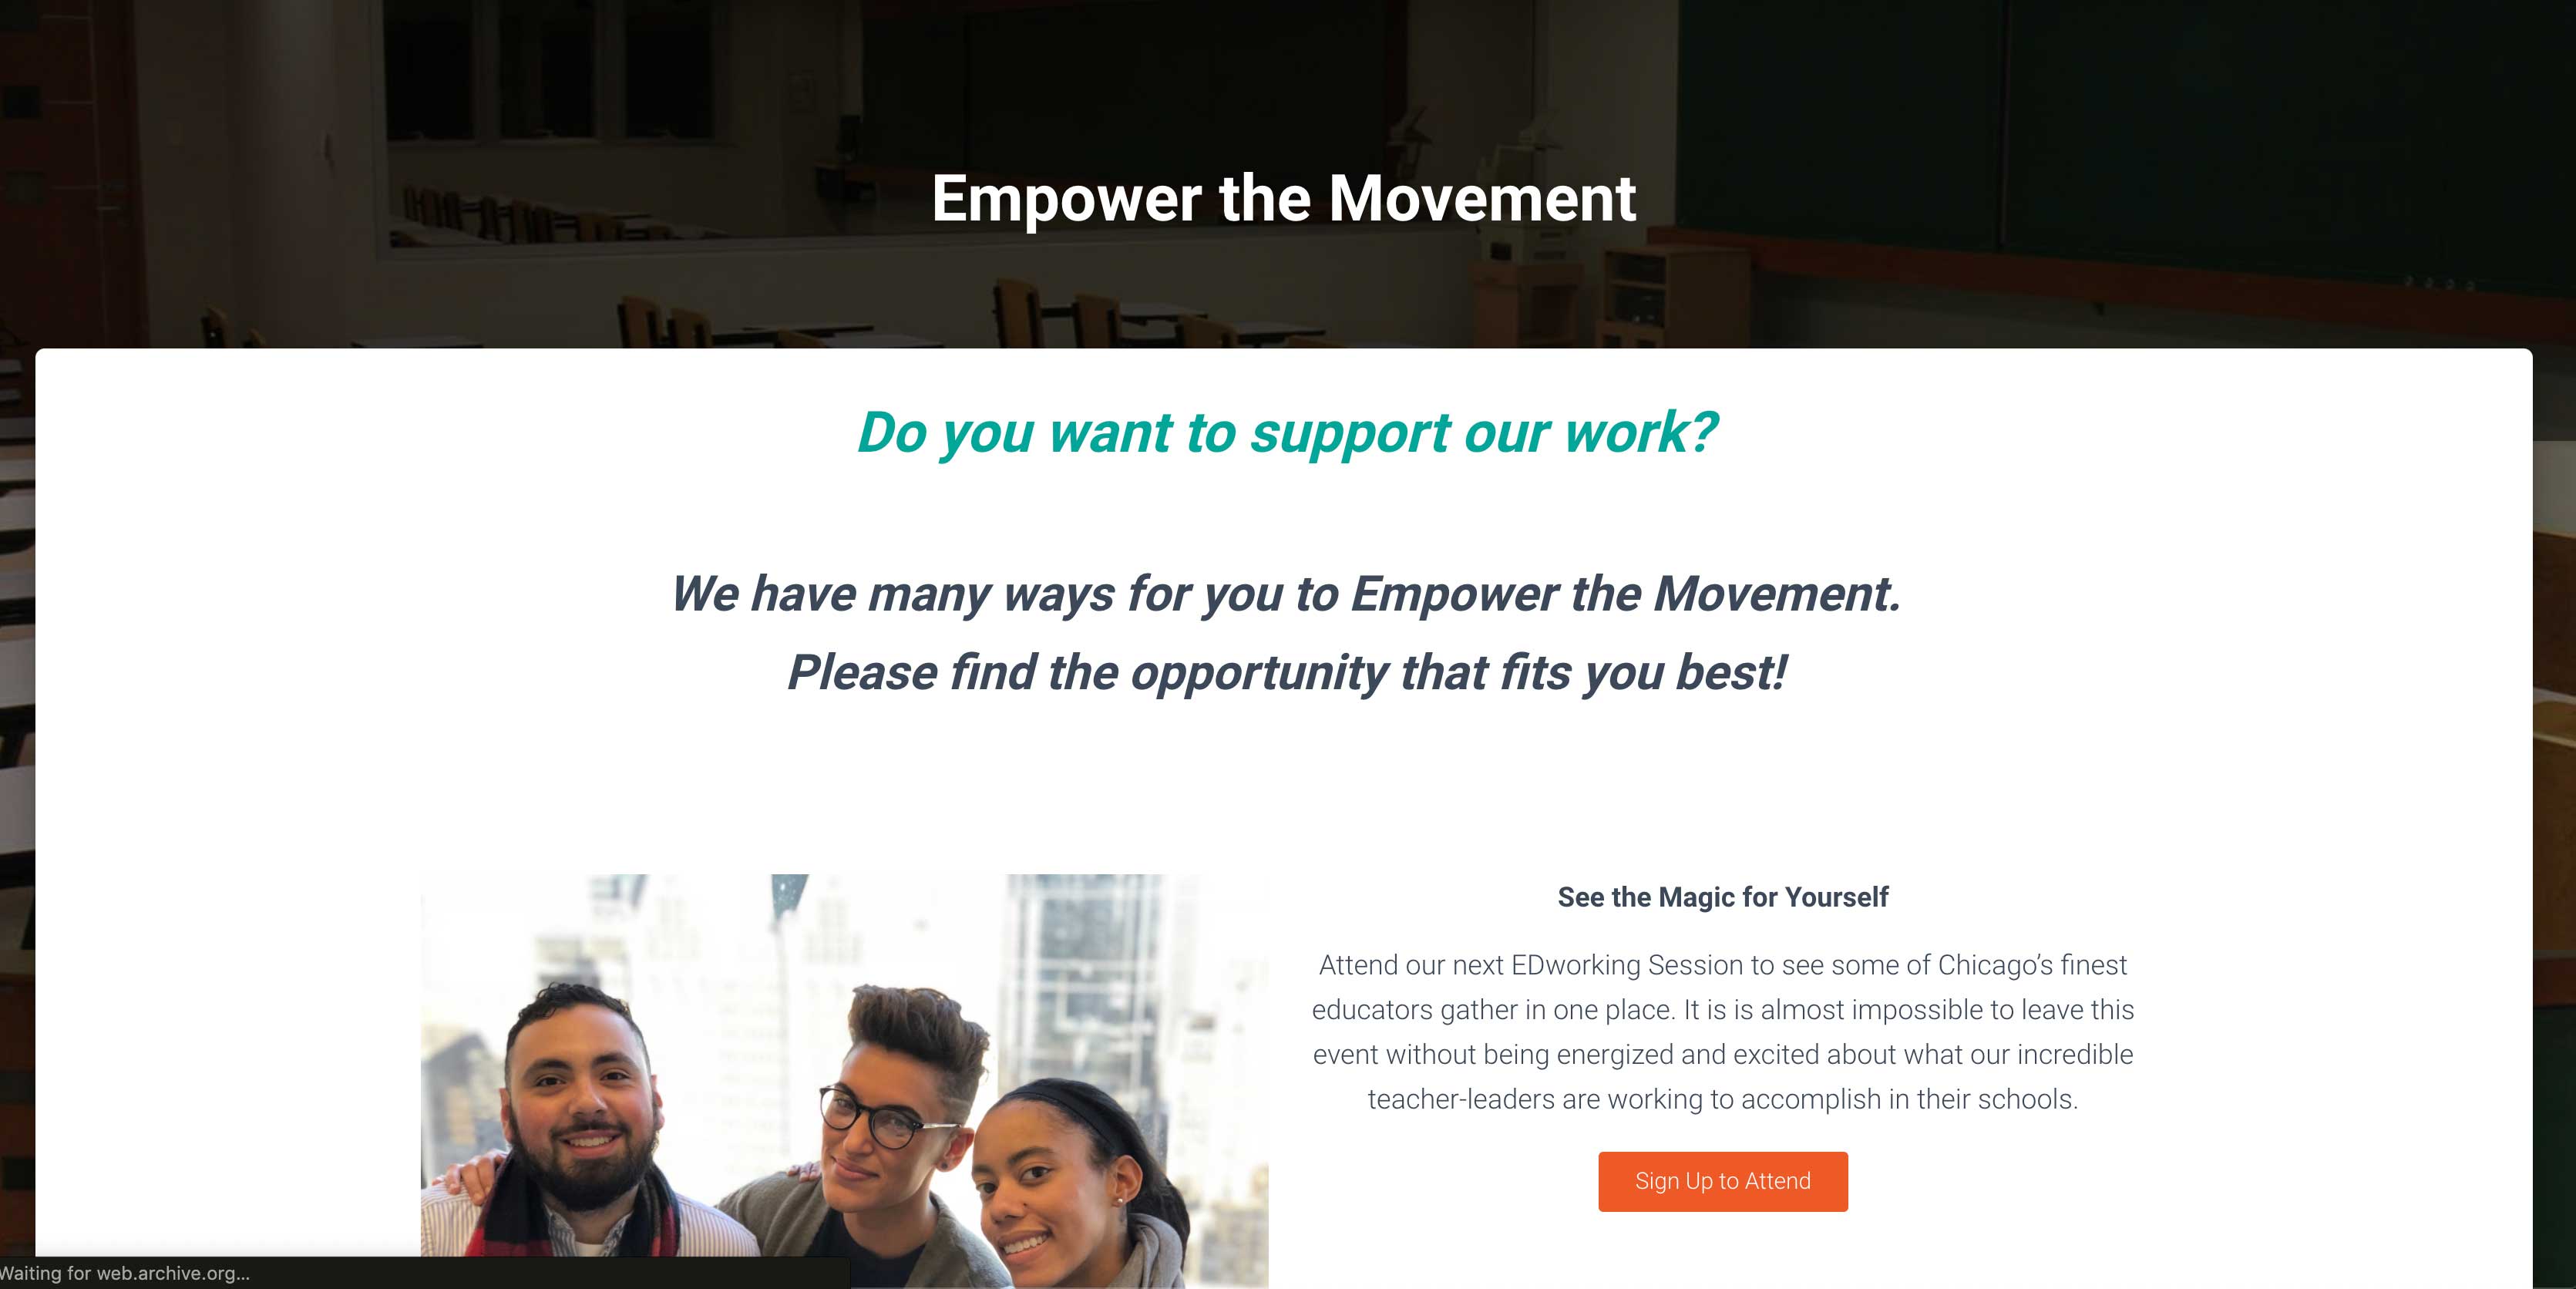 Empower the Movement
Do you want to support our work?
We have many ways for you to Empower the Movement.
Please find the opportunity that fits you best!
See the Magic for Yourself
Attend our next EDworking Session to see some of Chicago’s finest
educators gather in one place. It is is almost impossible to leave this
event without being energized and excited about what our incredible
teacher-leaders are working to accomplish in their schools.
Sign Up to Attend
Waiting for web.archive.org...